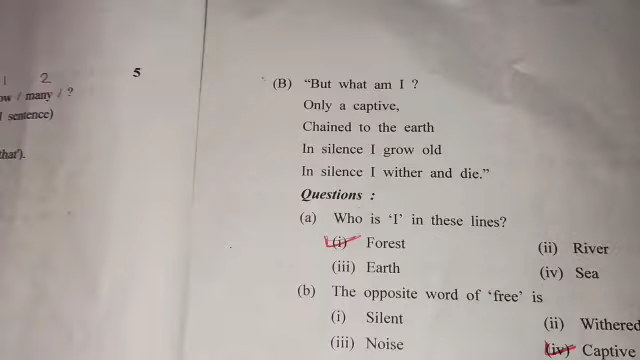 1 2
ow / many / ?
sentence)
that').
5
(B) "But what am I ?
Only a captive,
Chained to the earth
In silence I grow old
In silence I wither and die."
Questions :
(a) Who is 'I' in these lines?
(i) Forest (ii) River
(iii) Earth (iv) Sea
(b) The opposite word of 'free' is
(i) Silent (ii) Withered
(iii) Noise (iv) Captive